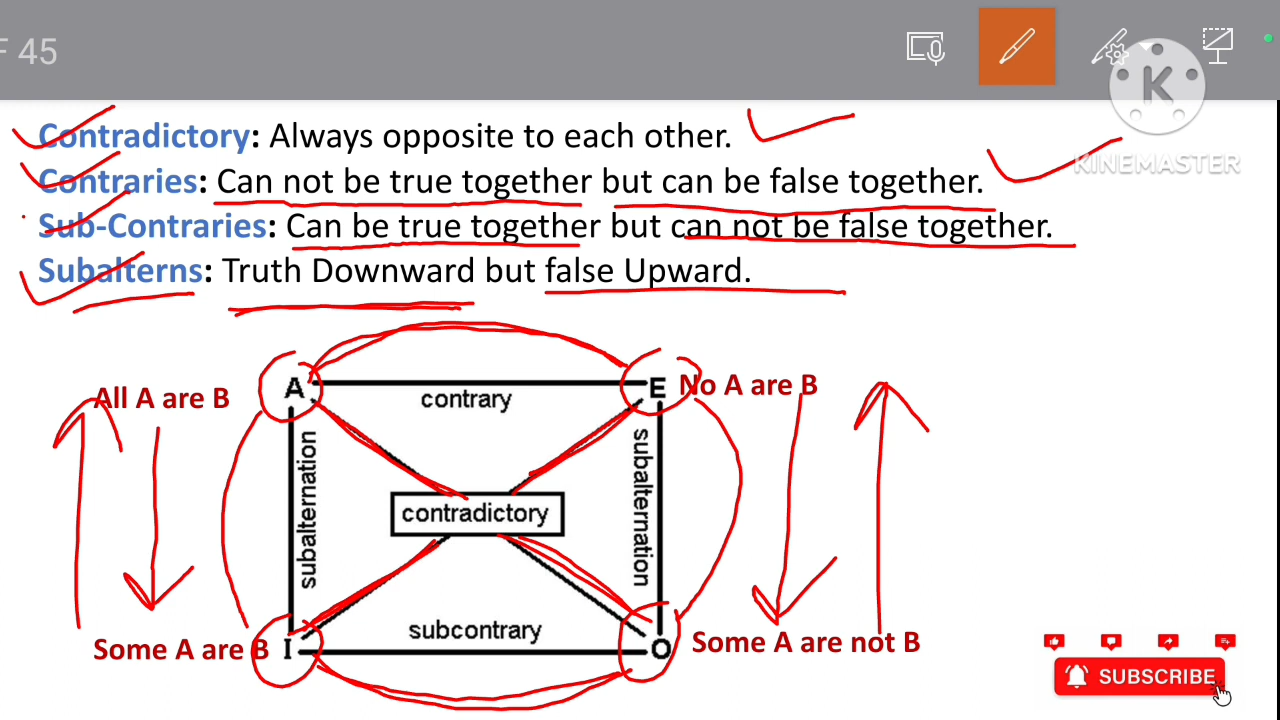 F 45
K
KINEMASTER
Contradictory: Always opposite to each other.
Contraries: Can not be true together but can be false together.
Sub-Contraries: Can be true together but can not be false together.
Subalterns: Truth Downward but false Upward.
All A are B
A
contrary
E
No A are B
subalternation
contradictory
subalternation
Some A are B
I
subcontrary
O
Some A are not B
SUBSCRIBE